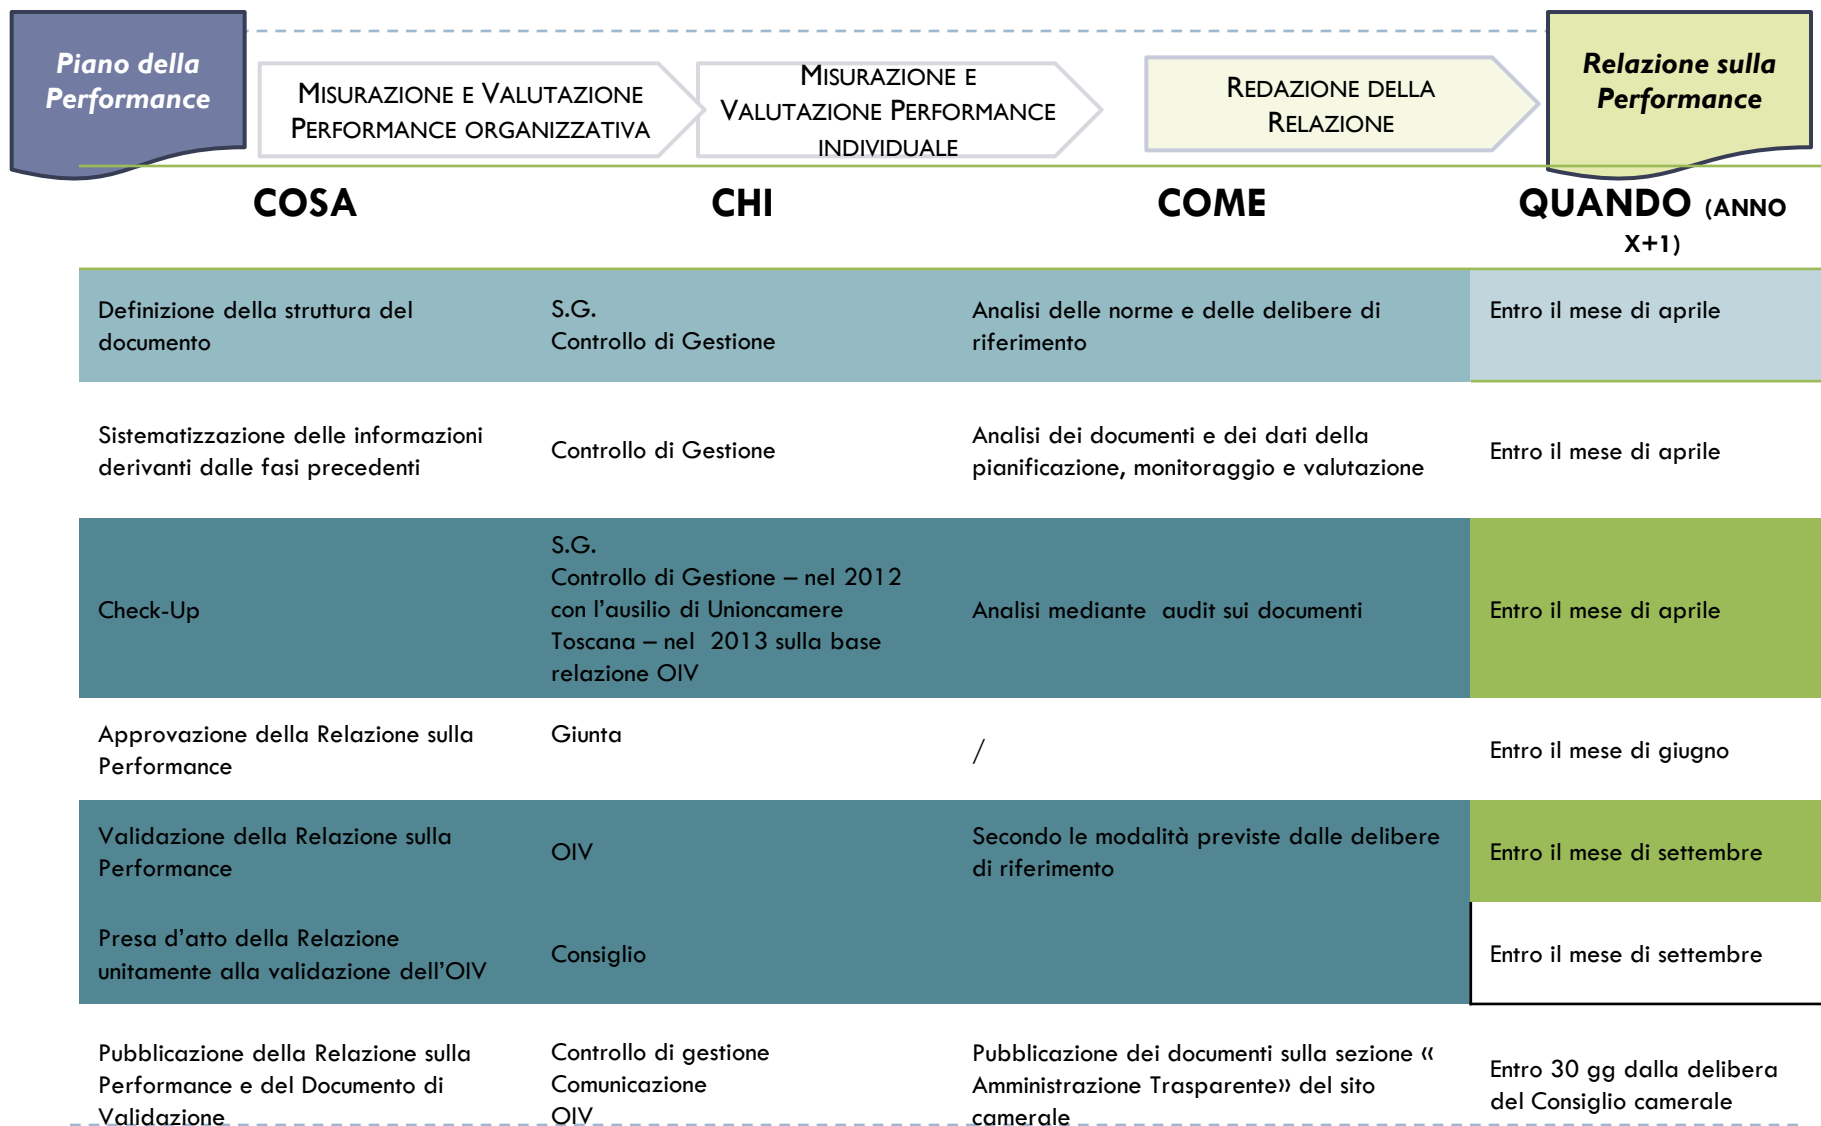 Piano della
Performance
MISURAZIONE E VALUTAZIONE
PERFORMANCE ORGANIZZATIVA
MISURAZIONE E
VALUTAZIONE PERFORMANCE
INDIVIDUALE
REDAZIONE DELLA
RELAZIONE
Relazione sulla
Performance
COSA
CHI
COME
QUANDO (ANNO
X+1)
Definizione della struttura del
documento
S.G.
Controllo di Gestione
Analisi delle norme e delle delibere di
riferimento
Entro il mese di aprile
Sistematizzazione delle informazioni
derivanti dalle fasi precedenti
Controllo di Gestione
Analisi dei documenti e dei dati della
pianificazione, monitoraggio e valutazione
Entro il mese di aprile
Check-Up
S.G.
Controllo di Gestione – nel 2012
con l'ausilio di Unioncamere
Toscana – nel 2013 sulla base
relazione OIV
Analisi mediante audit sui documenti
Entro il mese di aprile
Approvazione della Relazione sulla
Performance
Giunta
/
Entro il mese di giugno
Validazione della Relazione sulla
Performance
OIV
Secondo le modalità previste dalle delibere
di riferimento
Entro il mese di settembre
Presa d'atto della Relazione
unitamente alla validazione dell'OIV
Consiglio
Entro il mese di settembre
Pubblicazione della Relazione sulla
Performance e del Documento di
Validazione
Controllo di gestione
Comunicazione
OIV
Pubblicazione dei documenti sulla sezione «
Amministrazione Trasparente» del sito
camerale
Entro 30 gg dalla delibera
del Consiglio camerale